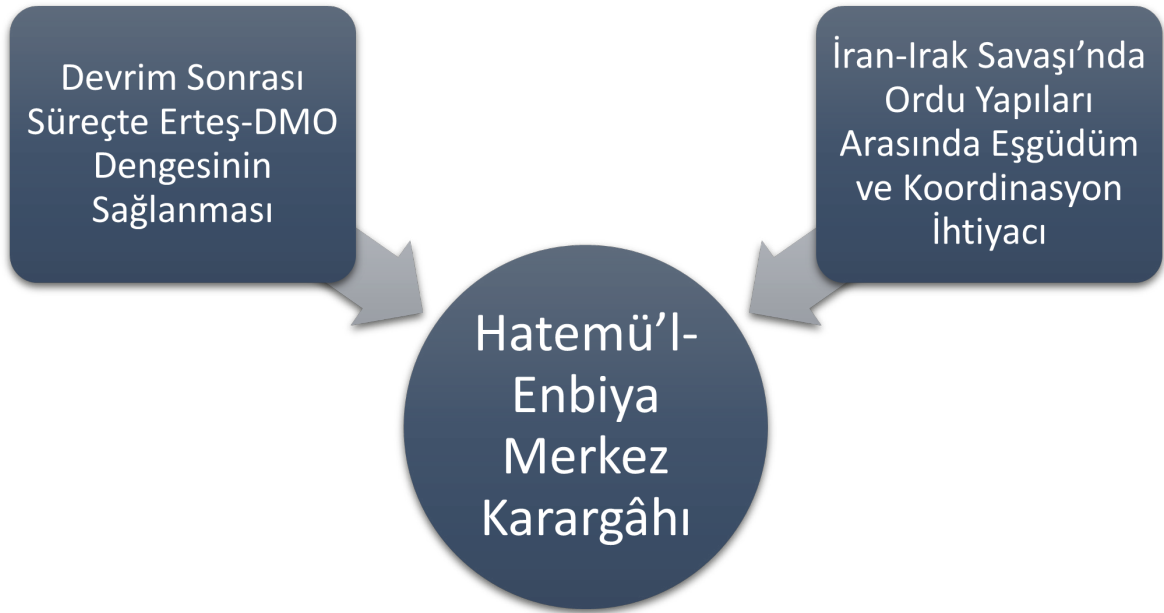 Devrim Sonrası
Süreçte Erteş-DMO
Dengesinin
Sağlanması
İran-Irak Savaşı’nda
Ordu Yapıları
Arasında Eşgüdüm
ve Koordinasyon
İhtiyacı
Hatemü’l-
Enbiya
Merkez
Karargâhı